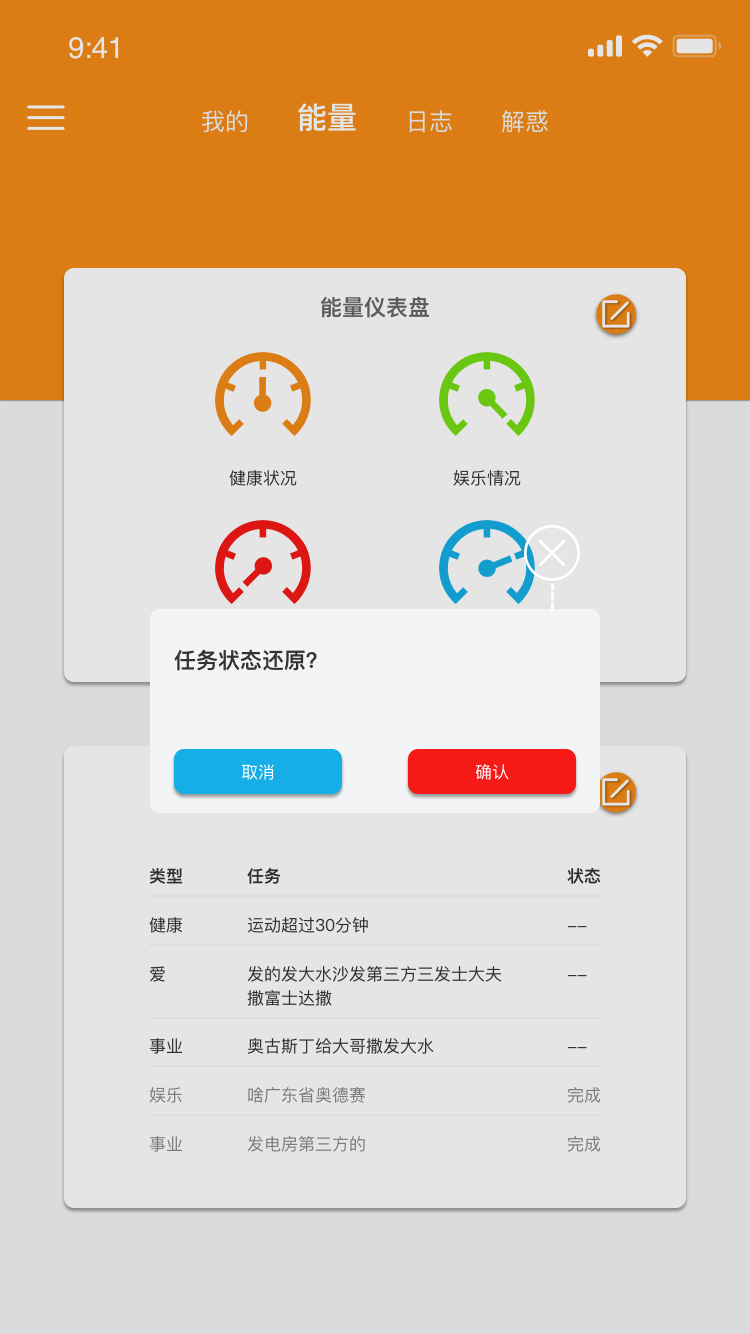 9:41
我的 能量 日志 解惑
能量仪表盘
健康状况 娱乐情况
任务状态还原?
取消 确认
类型 任务 状态
健康 运动超过30分钟 --
爱 发的发大水沙发第三方三发士大夫 --
撒富士达撒
事业 奥古斯丁给大哥撒发大水 --
娱乐 啥广东省奥德赛 完成
事业 发电房第三方的 完成